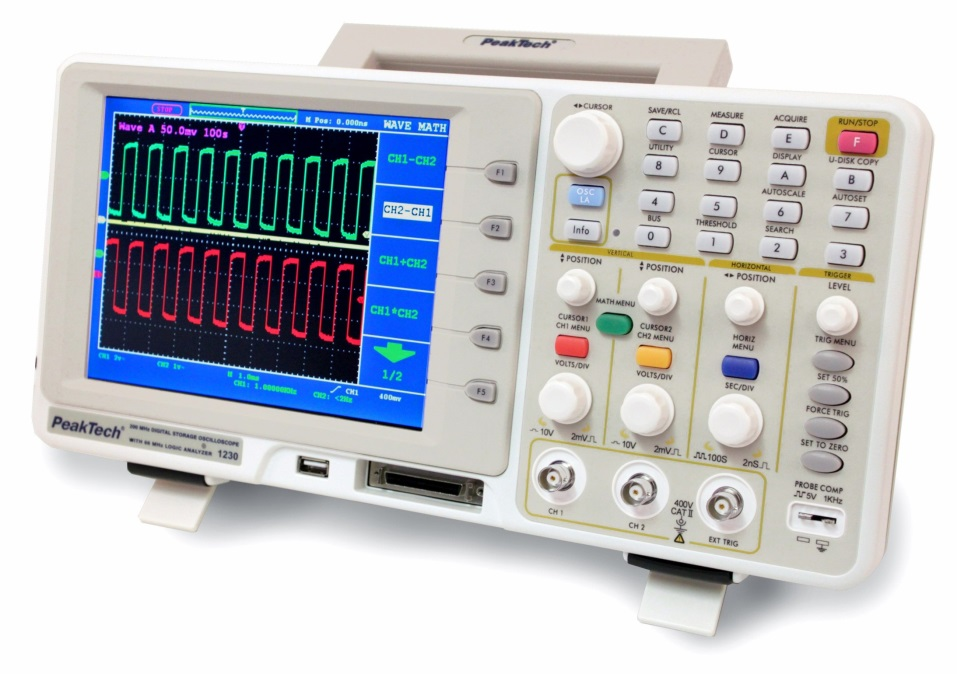 PeakTech®
STOP
M Pos: 0.000ns
WAVE MATH
Wave A 50.0mv 100s
CH1-CH2
CH2-CH1
CH1+CH2
CH1*CH2
1/2
CH1 2v-
CH2 1v-
M 1.0ms
CH1: 1.00000KHz
CH2: <2Hz
CH1
400mv
F1
F2
F3
F4
F5
PeakTech®
200 MHz DIGITAL STORAGE OSCILLOSCOPE
WITH 66 MHz LOGIC ANALYZER
1230
CURSOR
SAVE/RCL
MEASURE
ACQUIRE
RUN/STOP
C
D
E
F
UTILITY
CURSOR
DISPLAY
U-DISK COPY
8
9
A
B
AUTOSCALE
AUTOSET
OSC
LA
4
5
6
7
BUS
THRESHOLD
SEARCH
Info
0
1
2
3
VERTICAL
HORIZONTAL
TRIGGER
POSITION
POSITION
POSITION
LEVEL
MATH MENU
CURSOR1
CH1 MENU
CURSOR2
CH2 MENU
HORIZ
MENU
TRIG MENU
VOLTS/DIV
VOLTS/DIV
SEC/DIV
SET 50%
FORCE TRIG
SET TO ZERO
10V
2mV
10V
2mV
100S
2nS
PROBE COMP
5V 1KHz
CH 1
CH 2
400V
CAT II
EXT TRIG